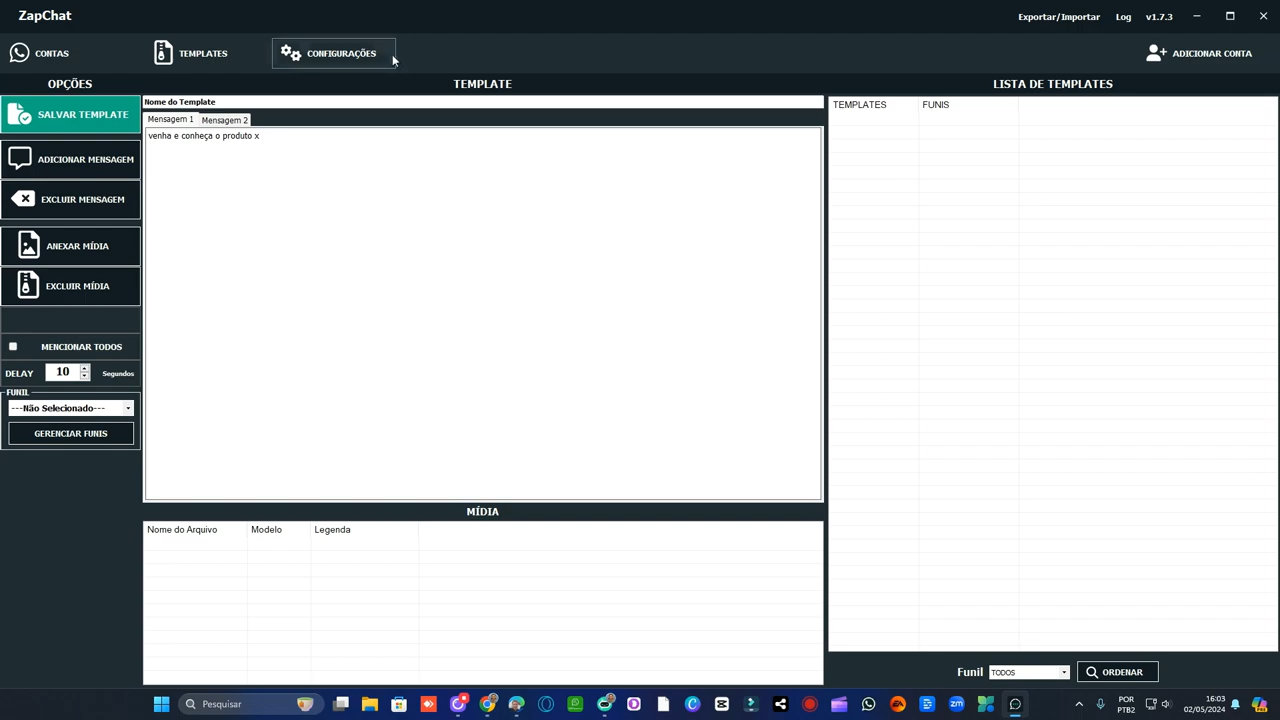 ZapChat
Exportar/Importar Log v1.7.3
CONTAS TEMPLATES CONFIGURAÇÕES ADICIONAR CONTA
OPÇÕES TEMPLATE LISTA DE TEMPLATES
Nome do Template
TEMPLATES FUNIS
SALVAR TEMPLATE
Mensagem 1 Mensagem 2
venha e conheça o produto x
ADICIONAR MENSAGEM
EXCLUIR MENSAGEM
ANEXAR MÍDIA
EXCLUIR MÍDIA
MENCIONAR TODOS
DELAY 10 Segundos
FUNIL
---Não Selecionado---
GERENCIAR FUNIS
MÍDIA
Nome do Arquivo Modelo Legenda
Funil TODOS ORDENAR
Pesquisar
POR
PTB2
16:03
02/05/2024